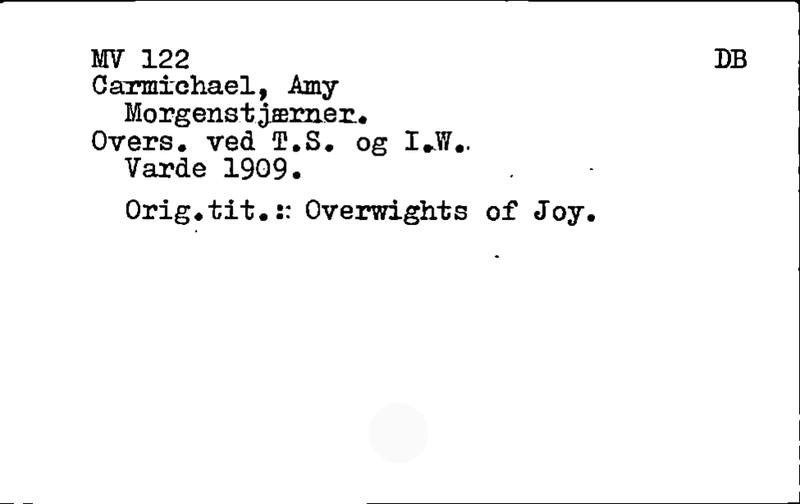 MV 122 DB
Carmichael, Amy
Morgenstjærner.
Overs. ved T.S. og I.W..
Varde 1909.
Orig.tit.: Overwights of Joy.